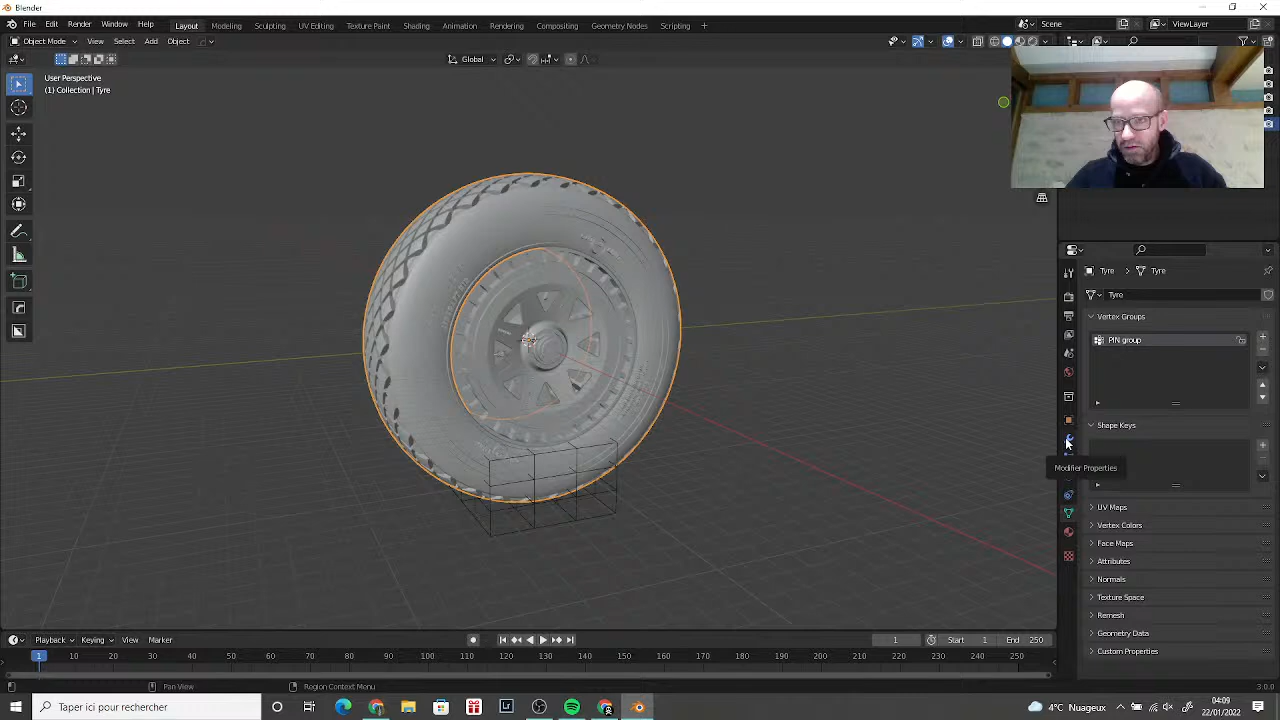 Blender
File Edit Render Window Help Layout Modeling Sculpting UV Editing Texture Paint Shading Animation Rendering Compositing Geometry Nodes Scripting + Scene ViewLayer
Object Mode View Select Add Object
Global
User Perspective
(1) Collection | Tyre
Tyre Tyre
Tyre
Vertex Groups
PIN group
Shape Keys
Modifier Properties
UV Maps
Vertex Colors
Face Maps
Attributes
Normals
Texture Space
Remesh
Geometry Data
Custom Properties
Playback Keying View Marker 1 Start 1 End 250
1 10 20 30 40 50 60 70 80 90 100 110 120 130 140 150 160 170 180 190 200 210 220 230 240 250
Pan View Region Context Menu 3.0.0
Taper ici pour rechercher 4°C Nuageux 04:09
22/01/2022